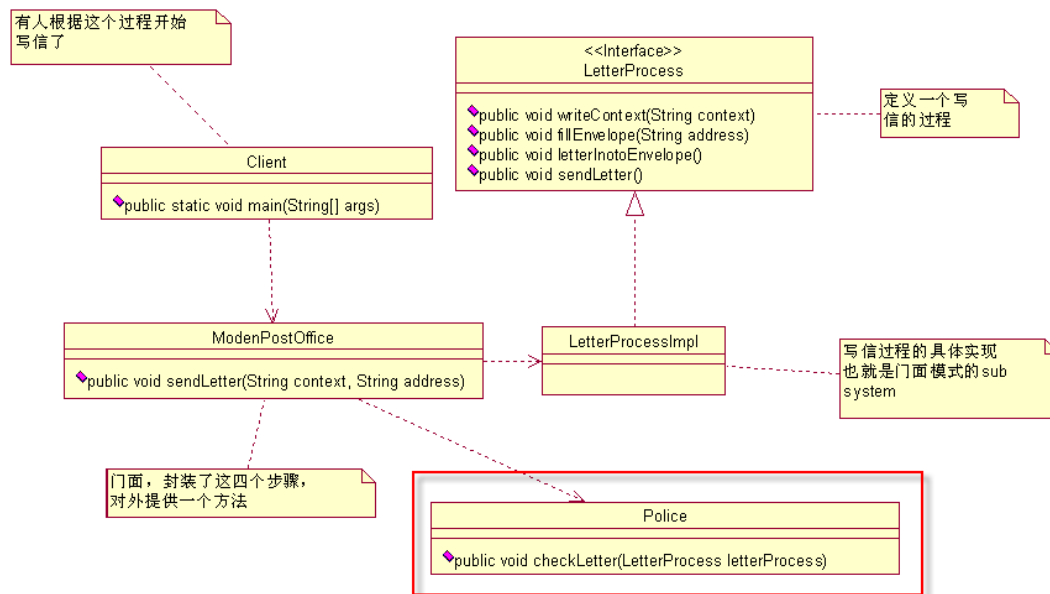 有人根据这个过程开始
写信了
<<Interface>>
LetterProcess
public void writeContext(String context)
public void fillEnvelope(String address)
public void letterInotoEnvelope()
public void sendLetter()
定义一个写
信的过程
Client
public static void main(String[] args)
ModenPostOffice
public void sendLetter(String context, String address)
LetterProcessImpl
写信过程的具体实现
也就是门面模式的sub
system
门面，封装了这四个步骤，
对外提供一个方法
Police
public void checkLetter(LetterProcess letterProcess)